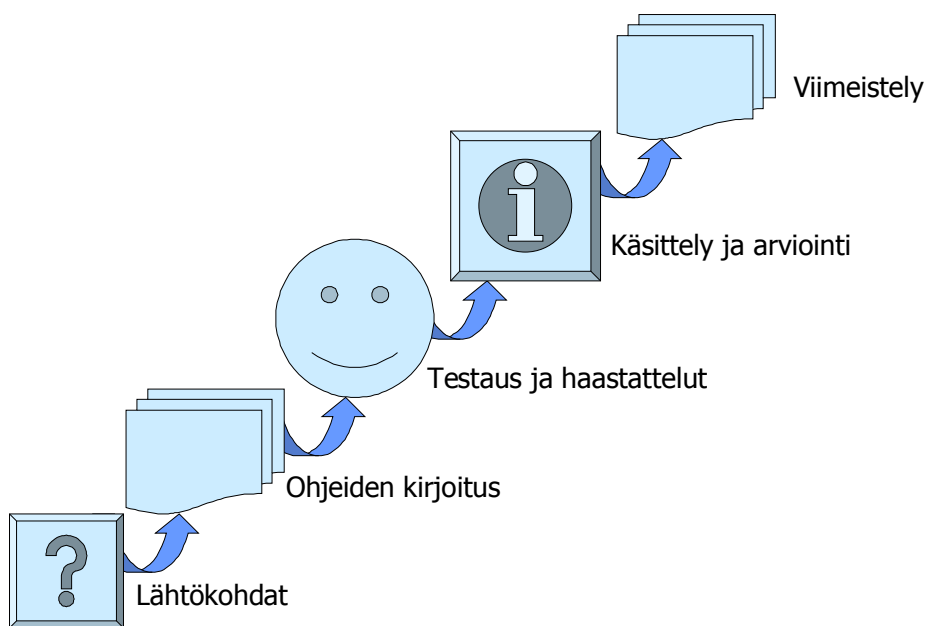 Viimeistely
Käsittely ja arviointi
Testaus ja haastattelut
Ohjeiden kirjoitus
?
Lähtökohdat